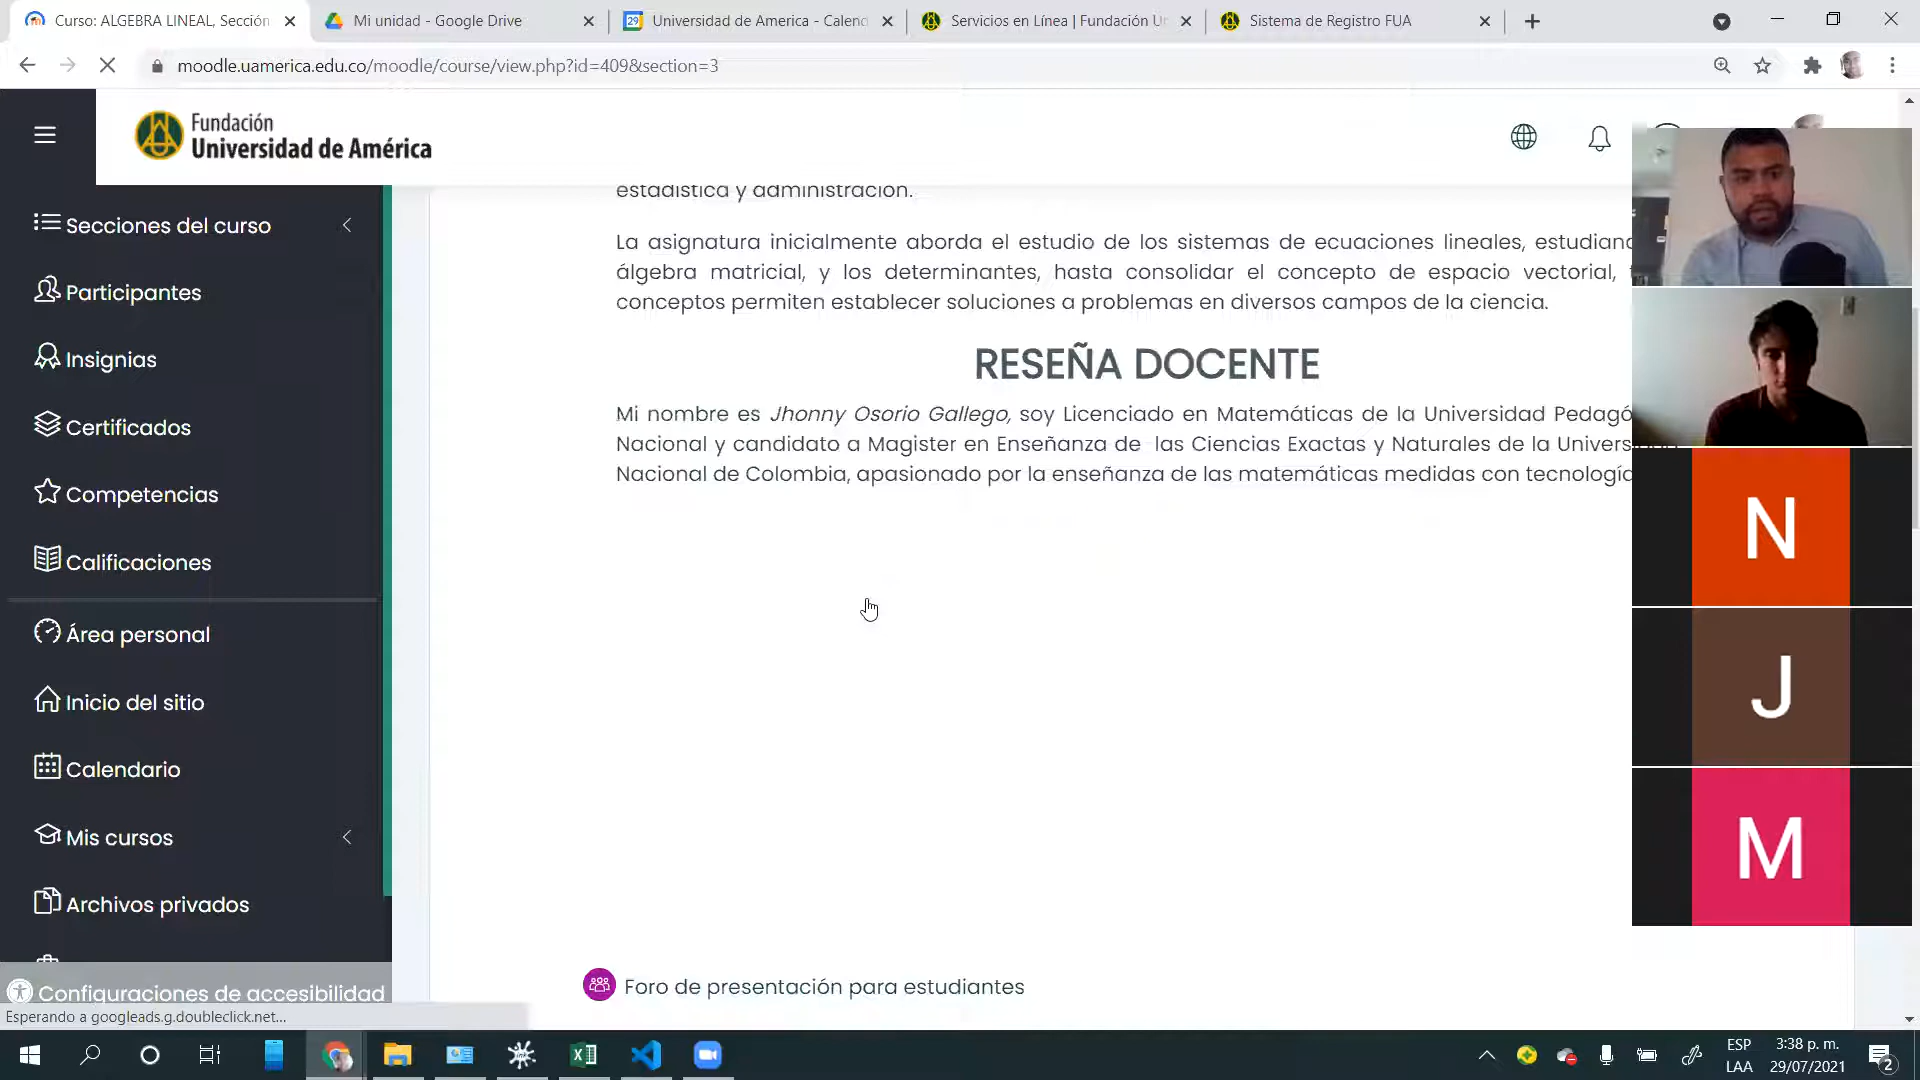 Curso: ALGEBRA LINEAL, Sección
Mi unidad - Google Drive
29
Universidad de America - Calend
Servicios en Línea | Fundación Un
Sistema de Registro FUA
moodle.uamerica.edu.co/moodle/course/view.php?id=409&section=3
Fundación
Universidad de América
Secciones del curso
Participantes
Insignias
Certificados
Competencias
Calificaciones
Área personal
Inicio del sitio
Calendario
Mis cursos
Archivos privados
Configuraciones de accesibilidad
Esperando a googleads.g.doubleclick.net...
estadística y administración.
La asignatura inicialmente aborda el estudio de los sistemas de ecuaciones lineales, estudiand
álgebra matricial, y los determinantes, hasta consolidar el concepto de espacio vectorial,
conceptos permiten establecer soluciones a problemas en diversos campos de la ciencia.
RESEÑA DOCENTE
Mi nombre es Jhonny Osorio Gallego, soy Licenciado en Matemáticas de la Universidad Pedagó
Nacional y candidato a Magister en Enseñanza de las Ciencias Exactas y Naturales de la Univers
Nacional de Colombia, apasionado por la enseñanza de las matemáticas medidas con tecnología
Foro de presentación para estudiantes
N
J
M
ESP
LAA
3:38 p. m.
29/07/2021
2